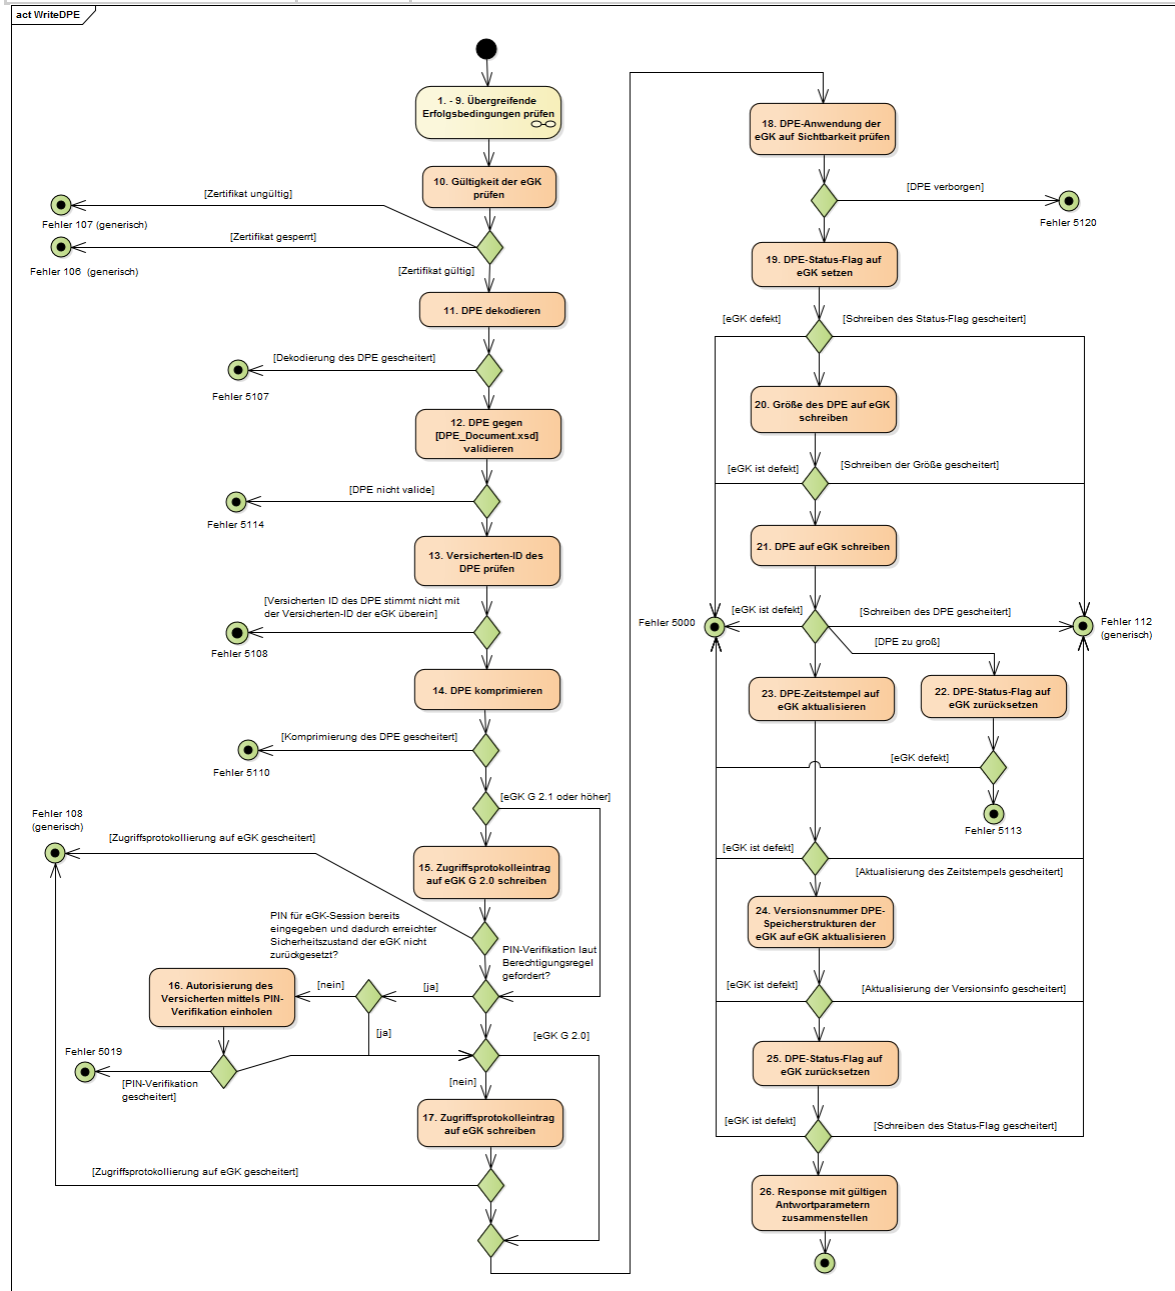 act WriteDPE
1. - 9. Übergreifende
Erfolgsbedingungen prüfen
10. Gültigkeit der eGK
prüfen
[Zertifikat ungültig]
Fehler 107 (generisch)
[Zertifikat gesperrt]
Fehler 106 (generisch)
[Zertifikat gültig]
11. DPE dekodieren
[Dekodierung des DPE gescheitert]
Fehler 5107
12. DPE gegen
[DPE_Document.xsd]
validieren
[DPE nicht valide]
Fehler 5114
13. Versicherten-ID des
DPE prüfen
[Versicherten ID des DPE stimmt nicht mit
der Versicherten-ID der eGK überein]
Fehler 5108
14. DPE komprimieren
[Komprimierung des DPE gescheitert]
Fehler 5110
[eGK G 2.1 oder höher]
Fehler 108
(generisch)
[Zugriffsprotokollierung auf eGK gescheitert]
15. Zugriffsprotokolleintrag
auf eGK G 2.0 schreiben
PIN für eGK-Session bereits
eingegeben und dadurch erreichter
Sicherheitszustand der eGK nicht
zurückgesetzt?
PIN-Verifikation laut
Berechtigungsregel
gefordert?
16. Autorisierung des
Versicherten mittels PIN-
Verifikation einholen
[nein]
[ja]
[ja]
[eGK G 2.0]
Fehler 5019
[PIN-Verifikation
gescheitert]
[nein]
17. Zugriffsprotokolleintrag
auf eGK schreiben
[Zugriffsprotokollierung auf eGK gescheitert]
18. DPE-Anwendung der
eGK auf Sichtbarkeit prüfen
[DPE verborgen]
Fehler 5120
19. DPE-Status-Flag auf
eGK setzen
[eGK defekt]
[Schreiben des Status-Flag gescheitert]
20. Größe des DPE auf eGK
schreiben
[eGK ist defekt]
[Schreiben der Größe gescheitert]
21. DPE auf eGK schreiben
[eGK ist defekt]
[Schreiben des DPE gescheitert]
Fehler 5000
Fehler 112
(generisch)
[DPE zu groß]
23. DPE-Zeitstempel auf
eGK aktualisieren
22. DPE-Status-Flag auf
eGK zurücksetzen
[eGK defekt]
Fehler 5113
[eGK ist defekt]
[Aktualisierung des Zeitstempels gescheitert]
24. Versionsnummer DPE-
Speicherstrukturen der
eGK auf eGK aktualisieren
[eGK ist defekt]
[Aktualisierung der Versionsinfo gescheitert]
25. DPE-Status-Flag auf
eGK zurücksetzen
[eGK ist defekt]
[Schreiben des Status-Flag gescheitert]
26. Response mit gültigen
Antwortparametern
zusammenstellen